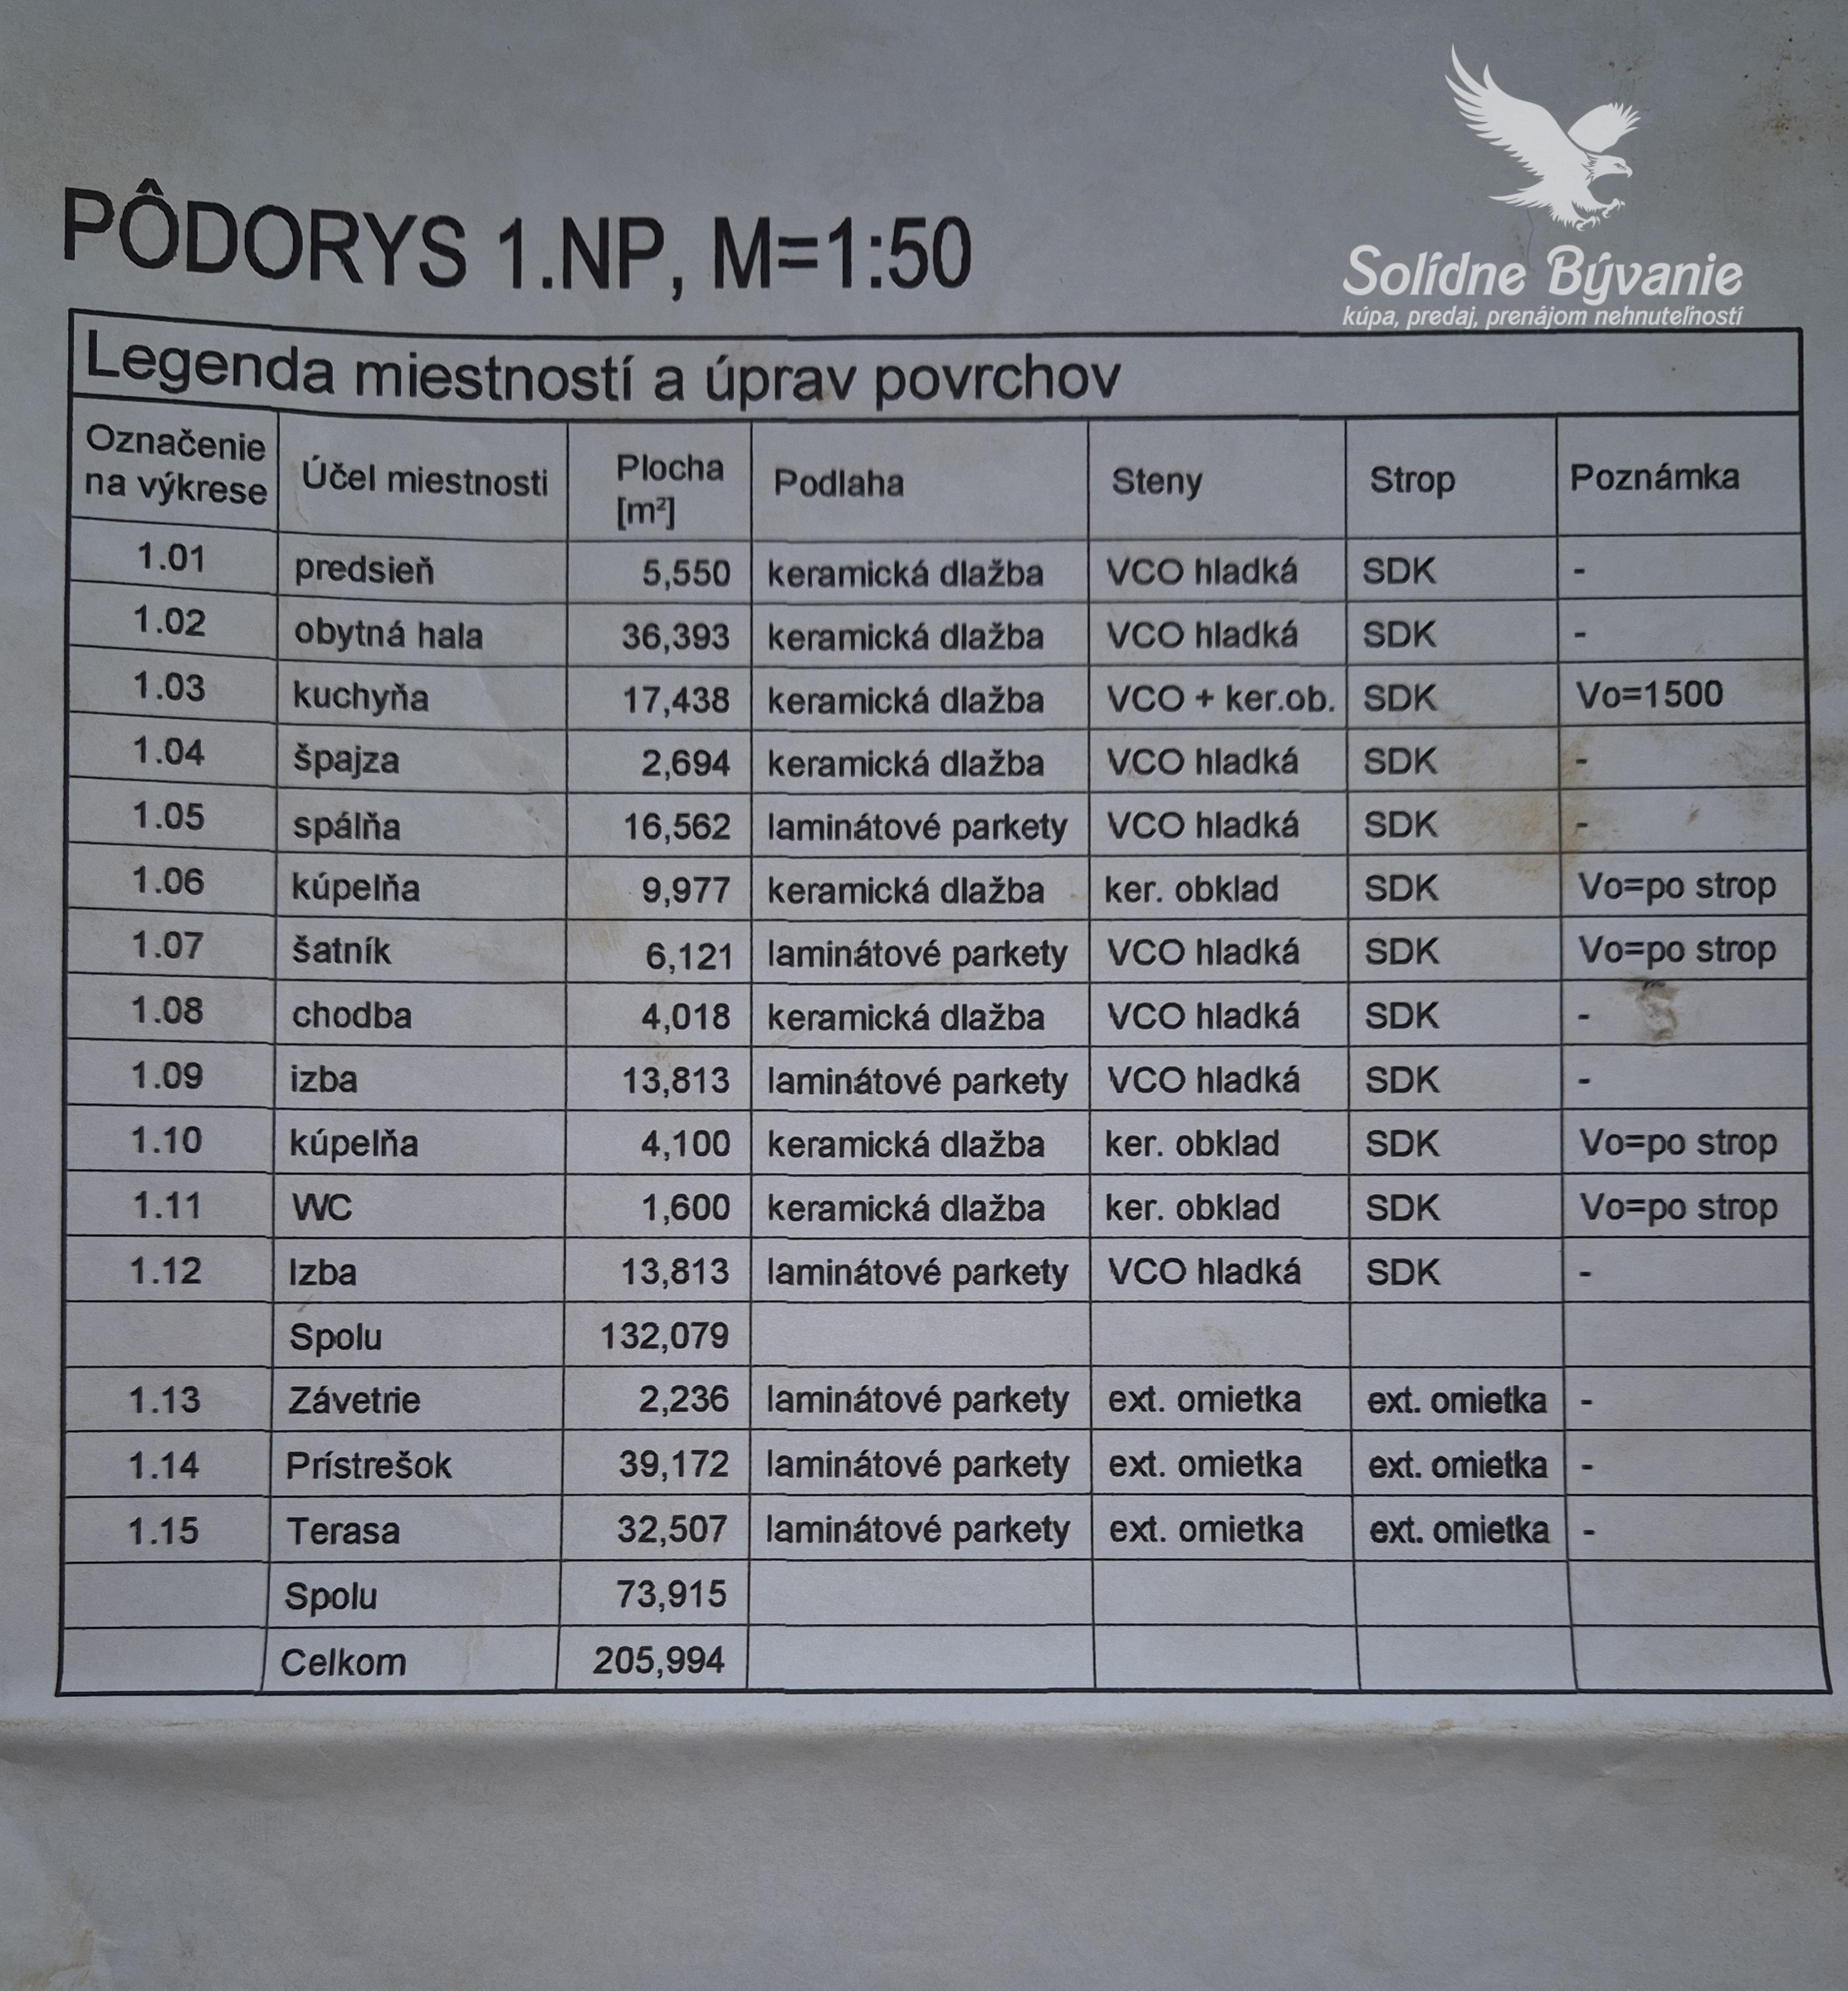 Solídne Bývanie
kúpa, predaj, prenájom nehnuteľností
PÔDORYS 1.NP, M=1:50
Legenda miestností a úprav povrchov
Označenie na výkrese Účel miestnosti Plocha [m²] Podlaha Steny Strop Poznámka
1.01 predsieň 5,550 keramická dlažba VCO hladká SDK -
1.02 obytná hala 36,393 keramická dlažba VCO hladká SDK -
1.03 kuchyňa 17,438 keramická dlažba VCO + ker.ob. SDK Vo=1500
1.04 špajza 2,694 keramická dlažba VCO hladká SDK -
1.05 spálňa 16,562 laminátové parkety VCO hladká SDK -
1.06 kúpelňa 9,977 keramická dlažba ker. obklad SDK Vo=po strop
1.07 šatník 6,121 laminátové parkety VCO hladká SDK Vo=po strop
1.08 chodba 4,018 keramická dlažba VCO hladká SDK -
1.09 izba 13,813 laminátové parkety VCO hladká SDK -
1.10 kúpelňa 4,100 keramická dlažba ker. obklad SDK Vo=po strop
1.11 WC 1,600 keramická dlažba ker. obklad SDK Vo=po strop
1.12 Izba 13,813 laminátové parkety VCO hladká SDK -
Spolu 132,079
1.13 Závetrie 2,236 laminátové parkety ext. omietka ext. omietka -
1.14 Prístrešok 39,172 laminátové parkety ext. omietka ext. omietka -
1.15 Terasa 32,507 laminátové parkety ext. omietka ext. omietka -
Spolu 73,915
Celkom 205,994